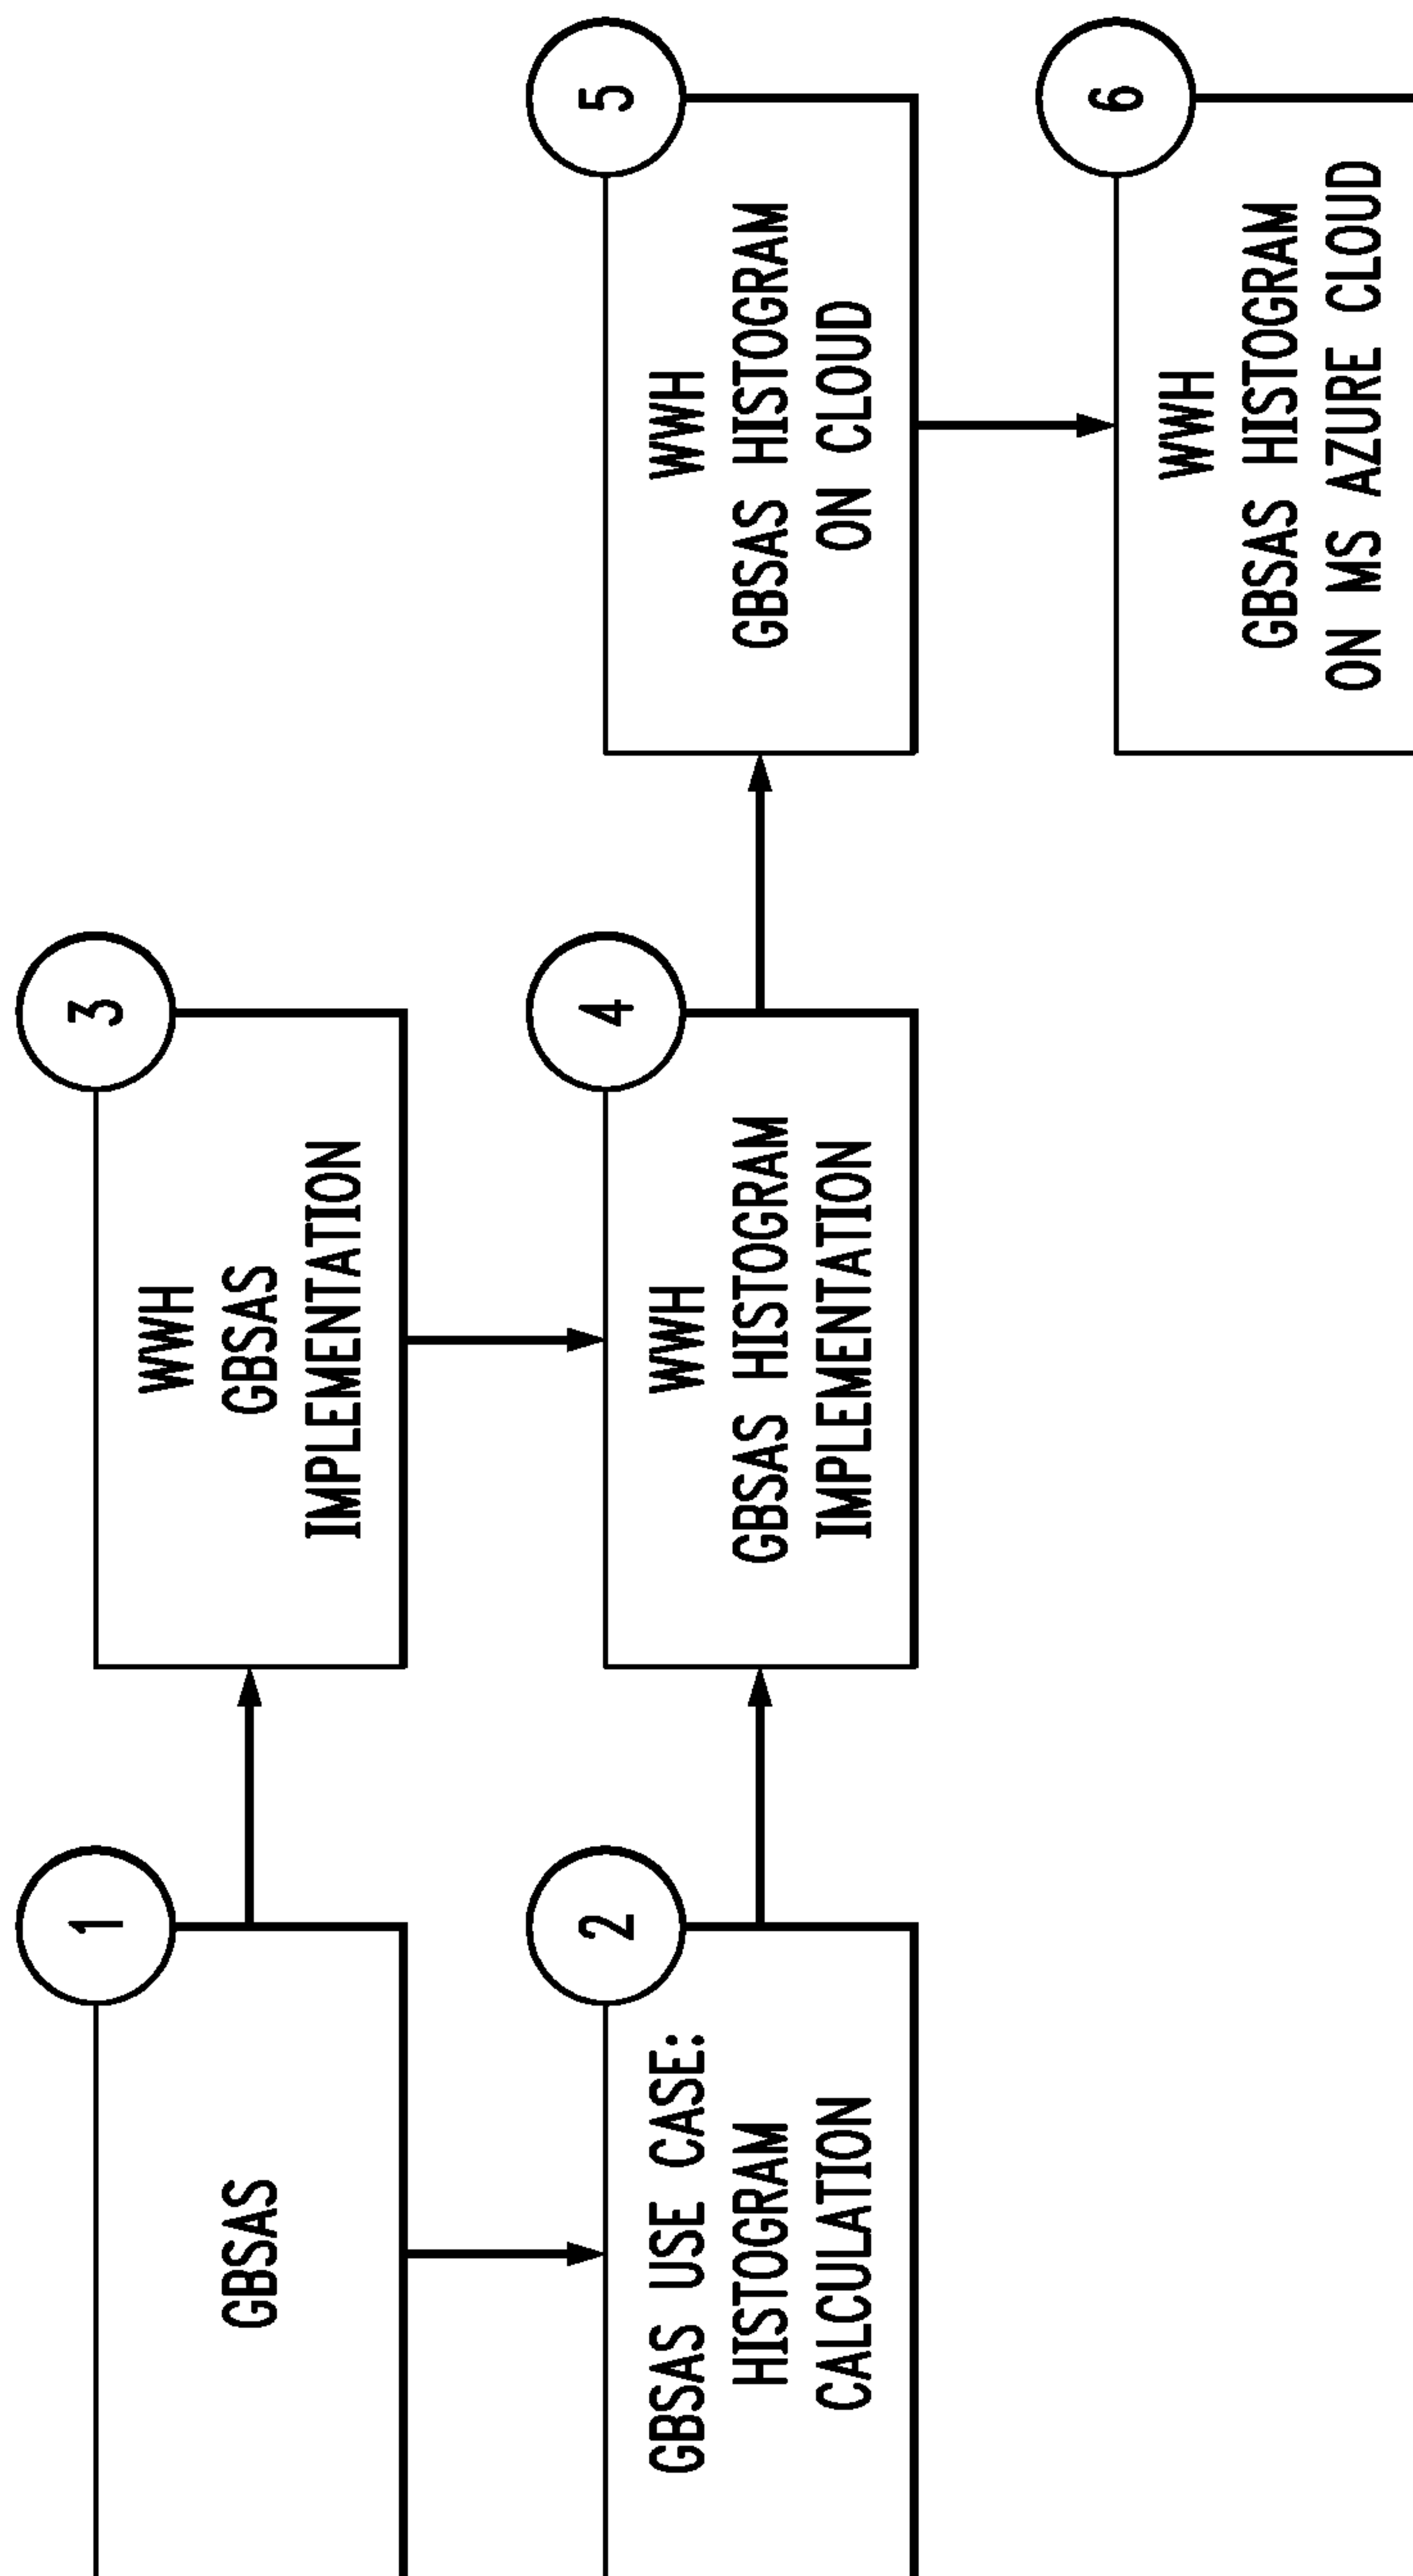 1
GBSAS
2
GBSAS USE CASE:
HISTOGRAM
CALCULATION
3
WWH
GBSAS
IMPLEMENTATION
4
WWH
GBSAS HISTOGRAM
IMPLEMENTATION
5
WWH
GBSAS HISTOGRAM
ON CLOUD
6
WWH
GBSAS HISTOGRAM
ON MS AZURE CLOUD